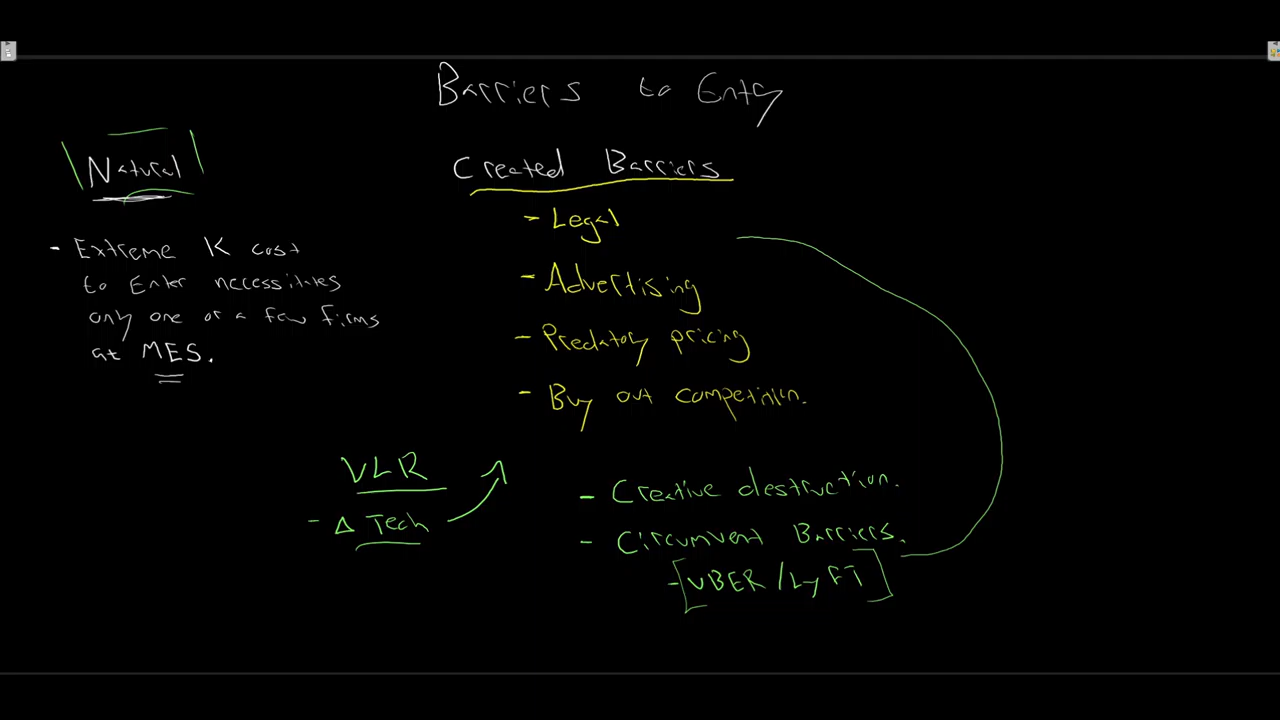 Barriers to Entry
Natural
- Extreme K cost
to Enter necessitates
only one or a few firms
at MES.
Created Barriers
- Legal
- Advertising
- Predatory pricing
- Buy out competition.
VLR
- Δ Tech
- Creative destruction.
- Circumvent Barriers.
- [UBER / LyFT]